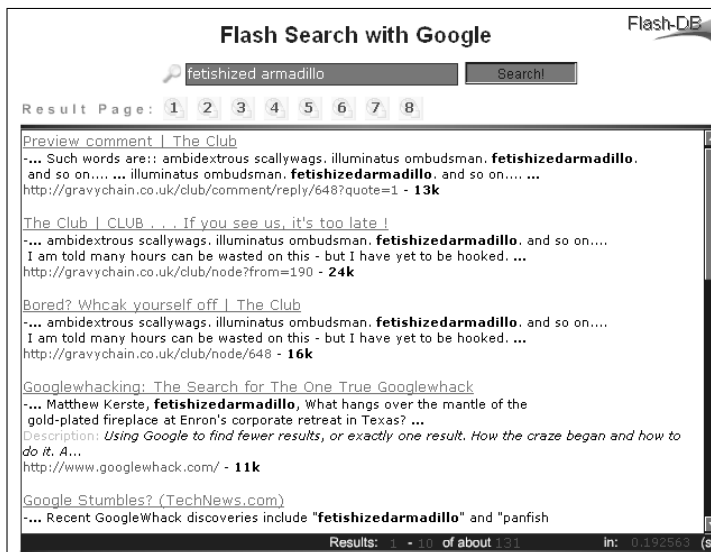 Flash Search with Google
Flash-DB
fetishized armadillo
Search!
Result Page: 1 2 3 4 5 6 7 8
Preview comment | The Club
-... Such words are:: ambidextrous scallywags. illuminatus ombudsman. fetishizedarmadillo.
and so on.... ... illuminatus ombudsman. fetishizedarmadillo. and so on.... ...
http://gravychain.co.uk/club/comment/reply/648?quote=1 - 13k
The Club | CLUB . . . If you see us, it's too late !
-... ambidextrous scallywags. illuminatus ombudsman. fetishizedarmadillo. and so on....
I am told many hours can be wasted on this - but I have yet to be hooked. ...
http://gravychain.co.uk/club/node?from=190 - 24k
Bored? Whcak yourself off | The Club
-... ambidextrous scallywags. illuminatus ombudsman. fetishizedarmadillo. and so on....
I am told many hours can be wasted on this - but I have yet to be hooked. ...
http://gravychain.co.uk/club/node/648 - 16k
Googlewhacking: The Search for The One True Googlewhack
-... Matthew Kerste, fetishizedarmadillo, What hangs over the mantle of the
gold-plated fireplace at Enron's corporate retreat in Texas? ...
Description: Using Google to find fewer results, or exactly one result. How the craze began and how to
do it. A...
http://www.googlewhack.com/ - 11k
Google Stumbles? (TechNews.com)
-... Recent GoogleWhack discoveries include "fetishizedarmadillo" and "panfish
Results: 1 - 10 of about 131 in: 0.192563 (s